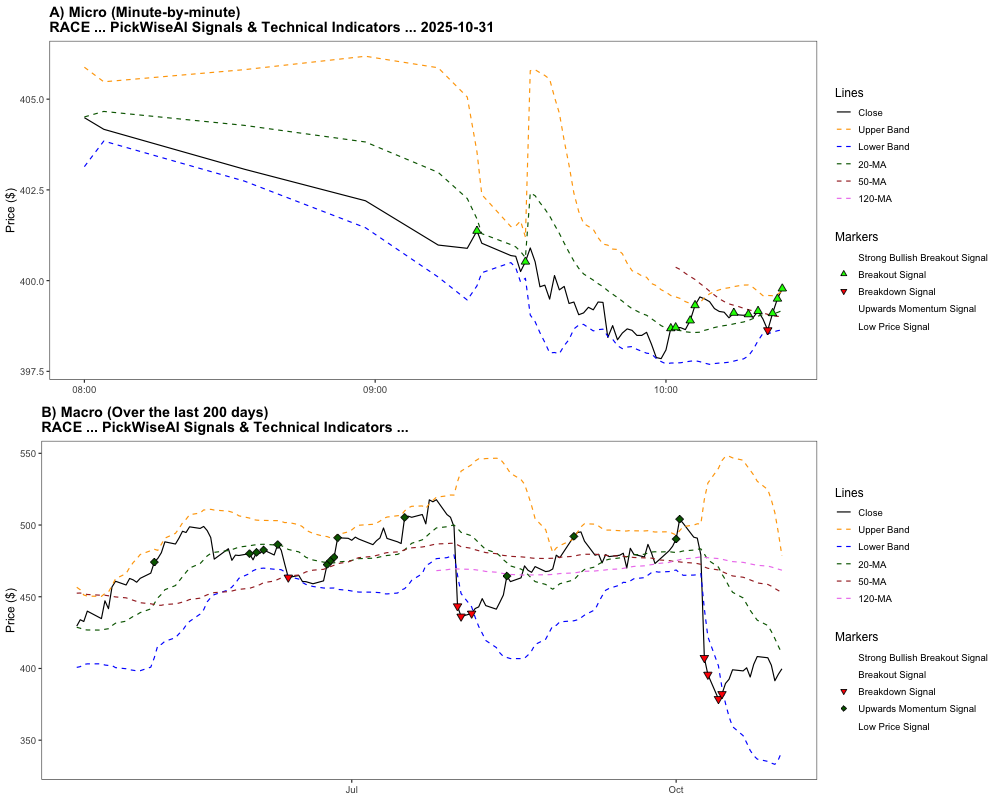 A) Micro (Minute-by-minute)
RACE ... PickWiseAI Signals & Technical Indicators ... 2025-10-31
Price ($)
405.0
402.5
400.0
397.5
08:00
09:00
10:00
Lines
Close
Upper Band
Lower Band
20-MA
50-MA
120-MA
Markers
Strong Bullish Breakout Signal
Breakout Signal
Breakdown Signal
Upwards Momentum Signal
Low Price Signal
B) Macro (Over the last 200 days)
RACE ... PickWiseAI Signals & Technical Indicators ...
Price ($)
550
500
450
400
350
Jul
Oct
Lines
Close
Upper Band
Lower Band
20-MA
50-MA
120-MA
Markers
Strong Bullish Breakout Signal
Breakout Signal
Breakdown Signal
Upwards Momentum Signal
Low Price Signal